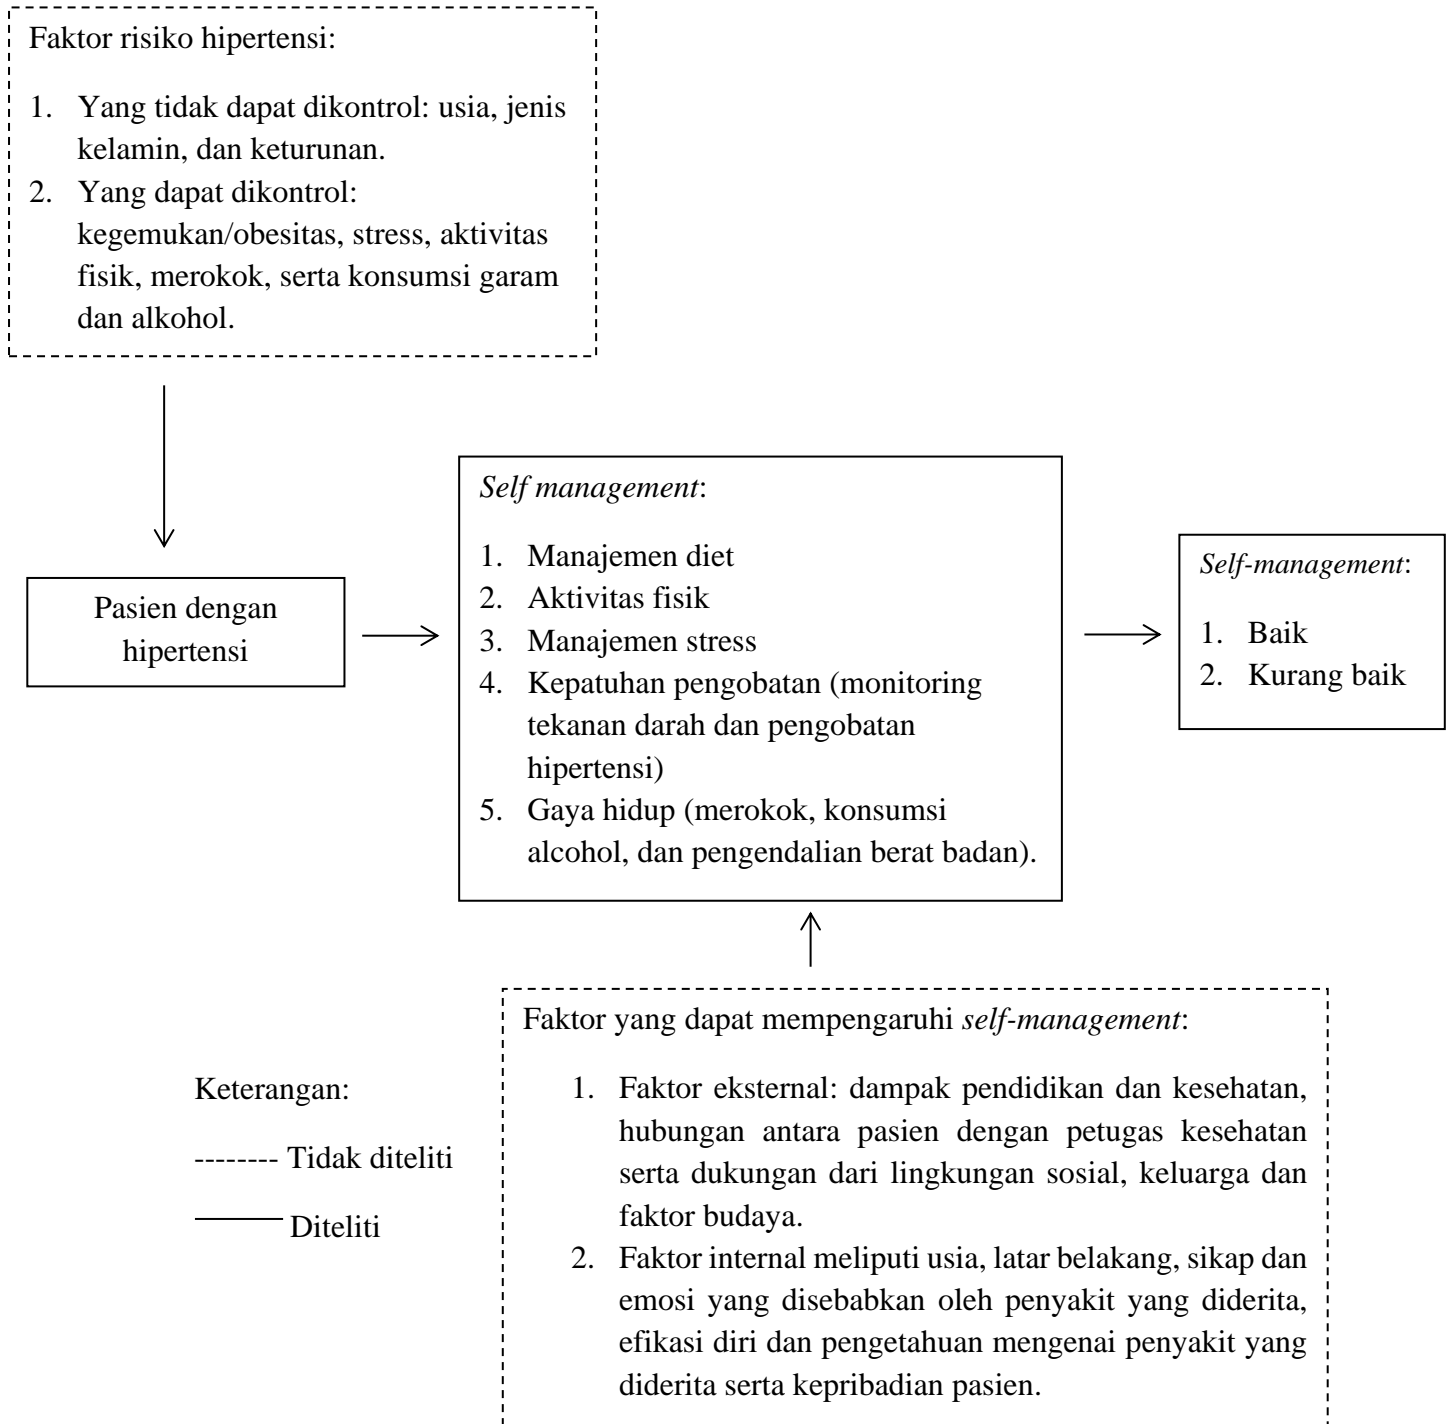 Faktor risiko hipertensi:
1. Yang tidak dapat dikontrol: usia, jenis
kelamin, dan keturunan.
2. Yang dapat dikontrol:
kegemukan/obesitas, stress, aktivitas
fisik, merokok, serta konsumsi garam
dan alkohol.
Pasien dengan
hipertensi
Self management:
1. Manajemen diet
2. Aktivitas fisik
3. Manajemen stress
4. Kepatuhan pengobatan (monitoring
tekanan darah dan pengobatan
hipertensi)
5. Gaya hidup (merokok, konsumsi
alcohol, dan pengendalian berat badan).
Self-management:
1. Baik
2. Kurang baik
Faktor yang dapat mempengaruhi self-management:
1. Faktor eksternal: dampak pendidikan dan kesehatan,
hubungan antara pasien dengan petugas kesehatan
serta dukungan dari lingkungan sosial, keluarga dan
faktor budaya.
2. Faktor internal meliputi usia, latar belakang, sikap dan
emosi yang disebabkan oleh penyakit yang diderita,
efikasi diri dan pengetahuan mengenai penyakit yang
diderita serta kepribadian pasien.
Keterangan:
-------- Tidak diteliti
Diteliti